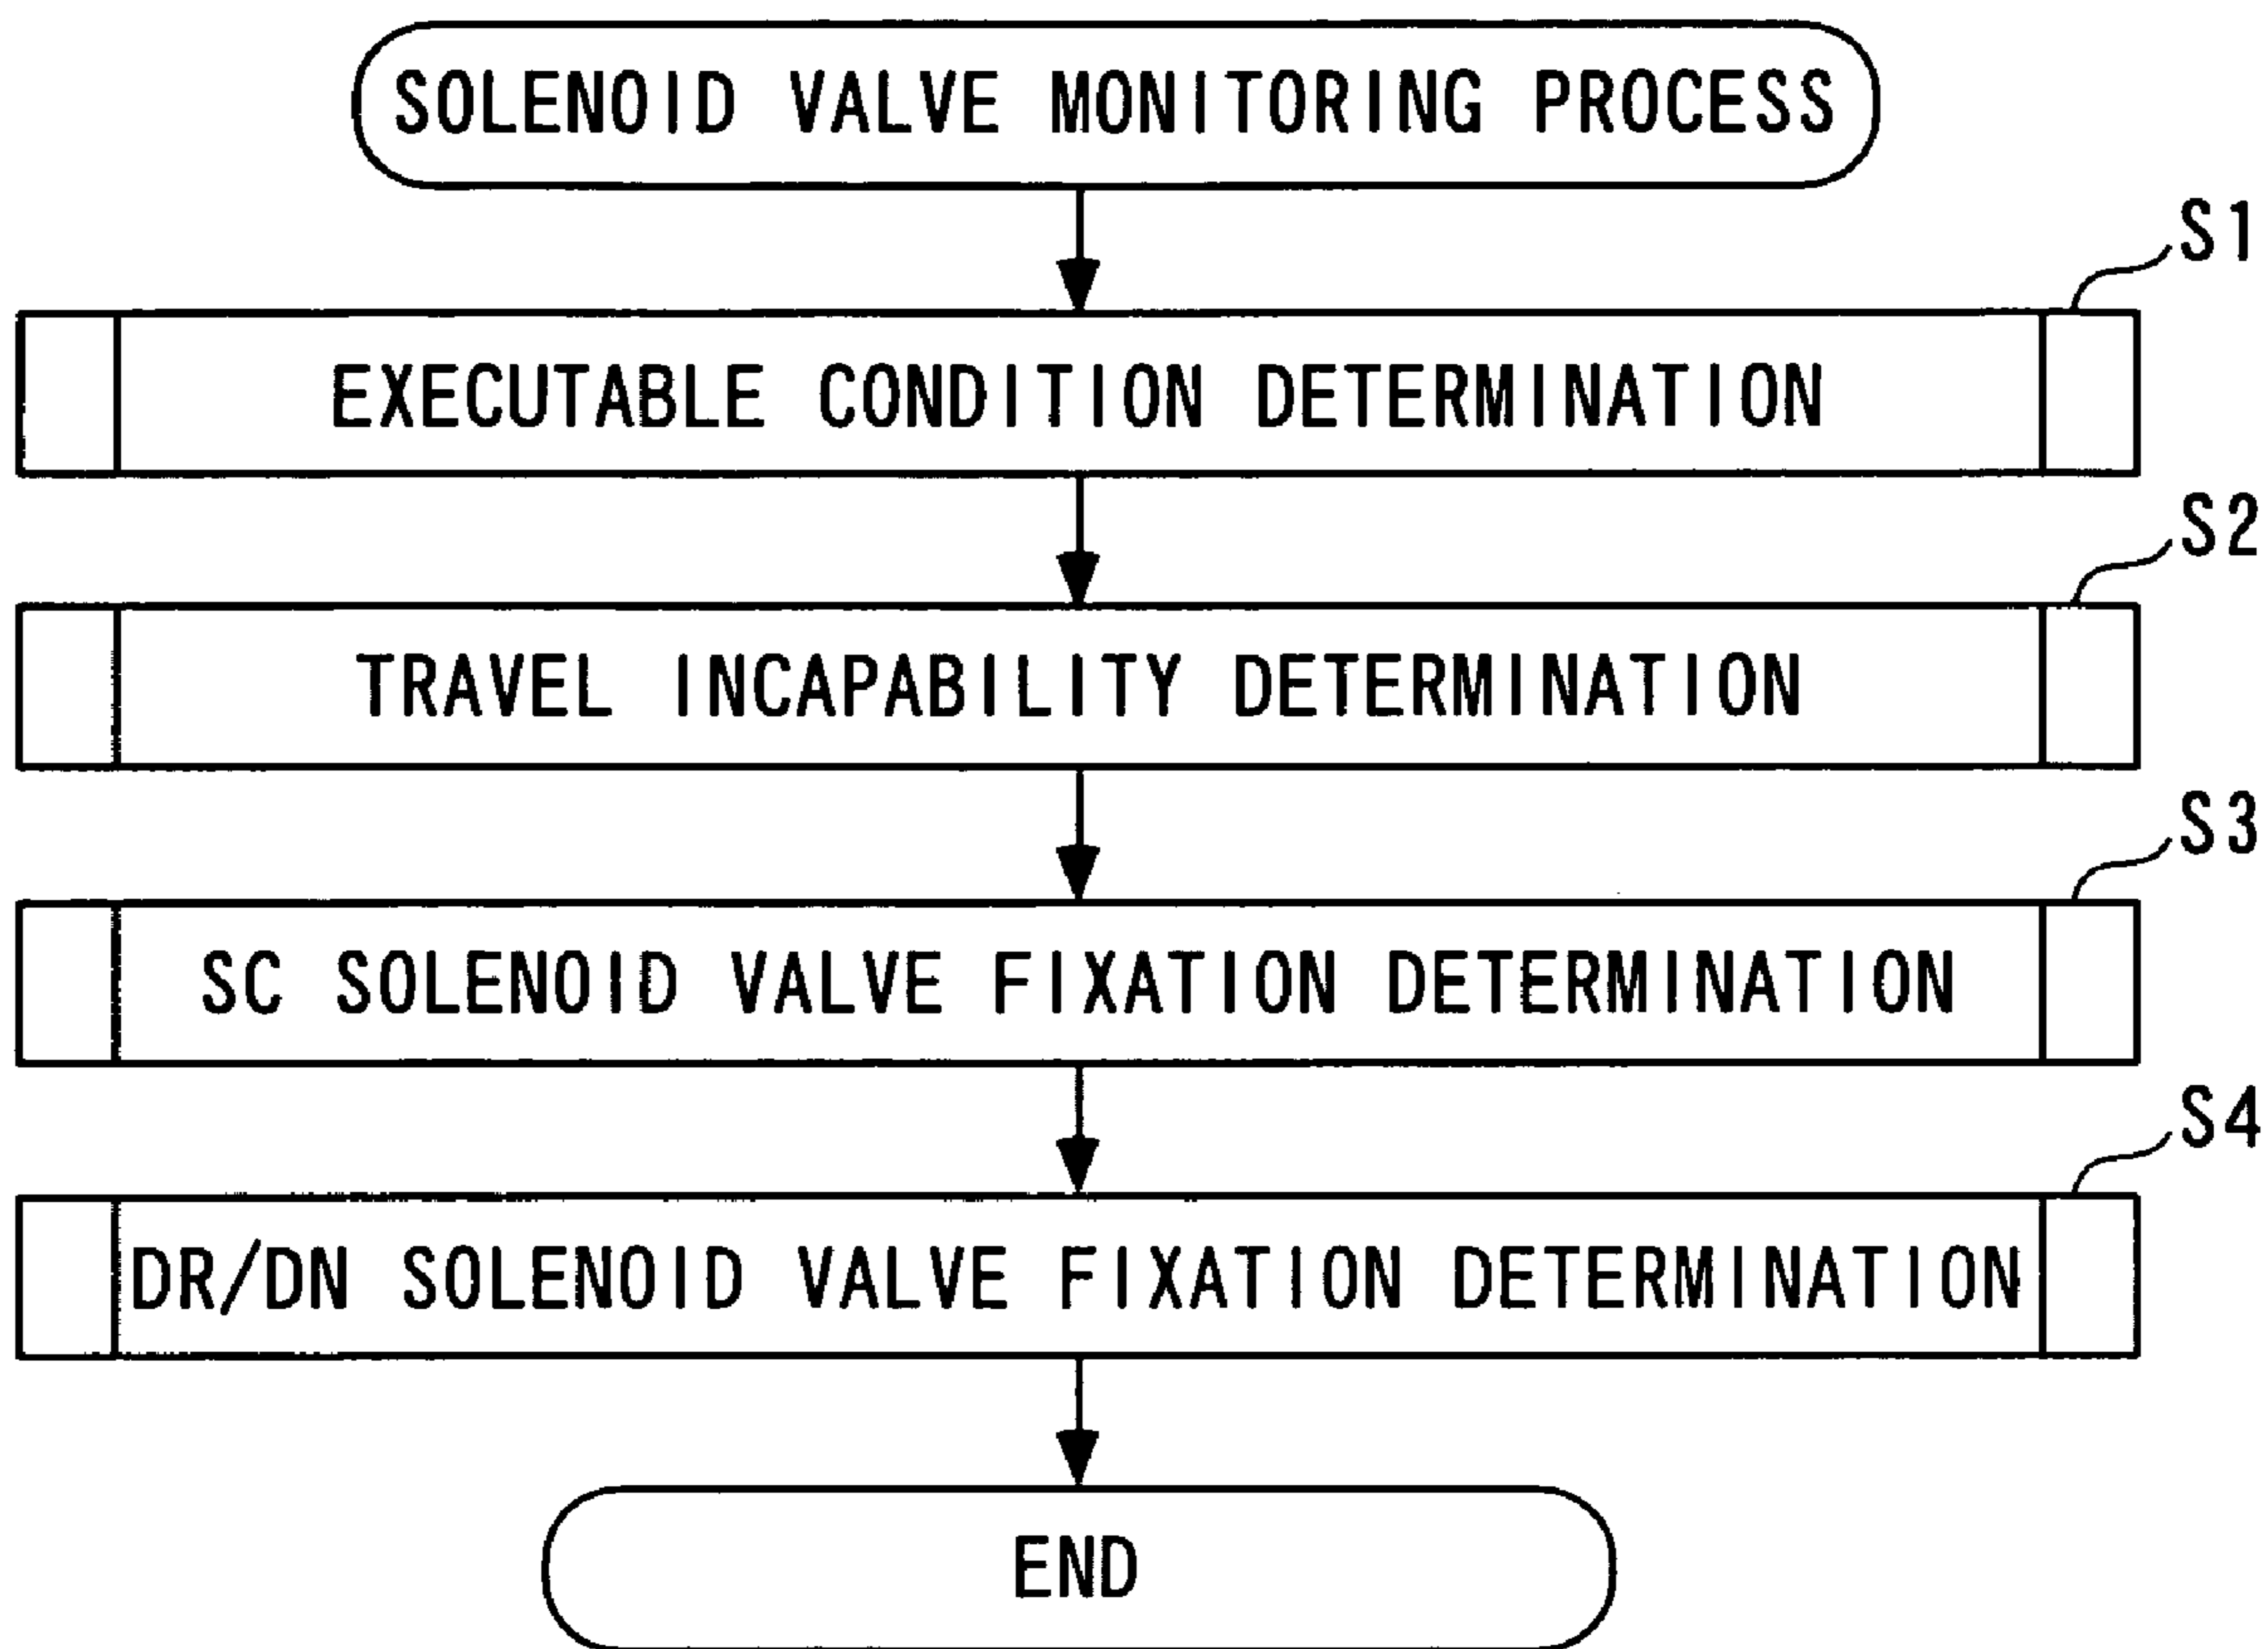 SOLENOID VALVE MONITORING PROCESS
S1
EXECUTABLE CONDITION DETERMINATION
S2
TRAVEL INCAPABILITY DETERMINATION
S3
SC SOLENOID VALVE FIXATION DETERMINATION
S4
DR/DN SOLENOID VALVE FIXATION DETERMINATION
END